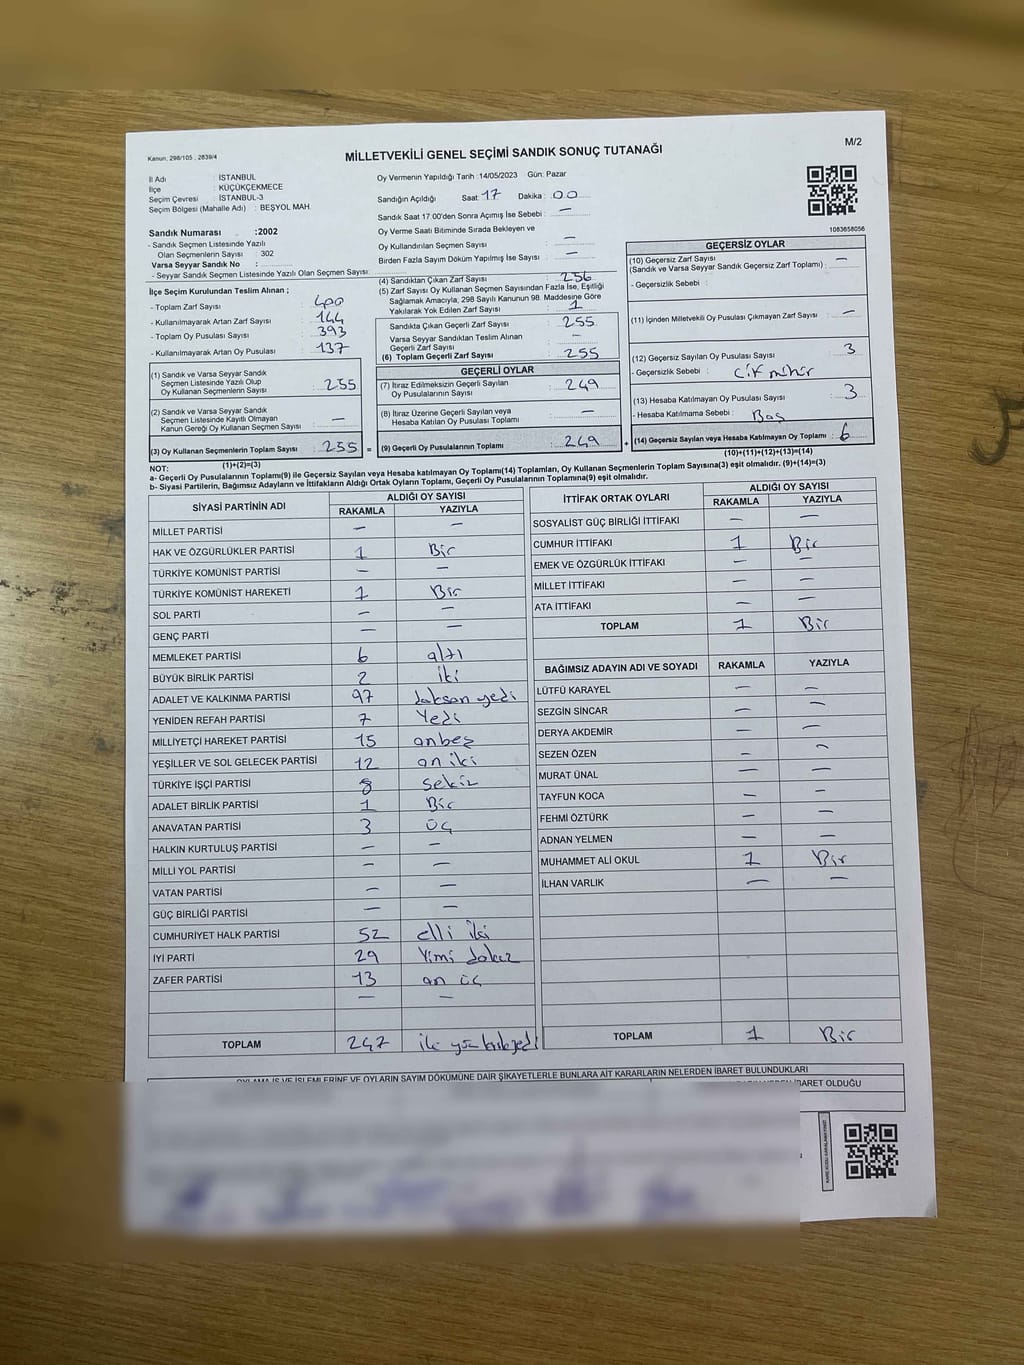 Kanun: 298/105 , 2839/4
MİLLETVEKİLİ GENEL SEÇİMİ SANDIK SONUÇ TUTANAĞI
M/2
İl Adı : İSTANBUL
İlçe : KÜÇÜKÇEKMECE
Seçim Çevresi : İSTANBUL-3
Seçim Bölgesi (Mahalle Adı) : BEŞYOL MAH.
Oy Vermenin Yapıldığı Tarih : 14/05/2023 Gün: Pazar
Sandığın Açıldığı Saat : 17 Dakika : 00
Sandık Saat 17:00'den Sonra Açılmış İse Sebebi : —
Oy Verme Saati Bitiminde Sırada Bekleyen ve
Oy Kullandırılan Seçmen Sayısı : —
Birden Fazla Sayım Döküm Yapılmış İse Sayısı : —
1083658056
Sandık Numarası :2002
- Sandık Seçmen Listesinde Yazılı
Olan Seçmenlerin Sayısı : 302
Varsa Seyyar Sandık No :
- Seyyar Sandık Seçmen Listesinde Yazılı Olan Seçmen Sayısı:
İlçe Seçim Kurulundan Teslim Alınan ;
- Toplam Zarf Sayısı : 400
- Kullanılmayarak Artan Zarf Sayısı : 144
- Toplam Oy Pusulası Sayısı : 393
- Kullanılmayarak Artan Oy Pusulası : 137
(1) Sandık ve Varsa Seyyar Sandık
Seçmen Listesinde Yazılı Olup
Oy Kullanan Seçmenlerin Sayısı : 255
(2) Sandık ve Varsa Seyyar Sandık
Seçmen Listesinde Kayıtlı Olmayan
Kanun Gereği Oy Kullanan Seçmen Sayısı : —
(3) Oy Kullanan Seçmenlerin Toplam Sayısı : 255 =
(1)+(2)=(3)
(4) Sandıktan Çıkan Zarf Sayısı : 256
(5) Zarf Sayısı Oy Kullanan Seçmen Sayısından Fazla İse, Eşitliği
Sağlamak Amacıyla, 298 Sayılı Kanunun 98. Maddesine Göre
Yakılarak Yok Edilen Zarf Sayısı : 1
Sandıkta Çıkan Geçerli Zarf Sayısı : 255
Varsa Seyyar Sandıktan Teslim Alınan
Geçerli Zarf Sayısı : —
(6) Toplam Geçerli Zarf Sayısı : 255
GEÇERLİ OYLAR
(7) İtiraz Edilmeksizin Geçerli Sayılan
Oy Pusulalarının Toplamı : 249
(8) İtiraz Üzerine Geçerli Sayılan veya
Hesaba Katılan Oy Pusulası Toplamı : —
(9) Geçerli Oy Pusulalarının Toplamı : 249 +
GEÇERSİZ OYLAR
(10) Geçersiz Zarf Sayısı
(Sandık ve Varsa Seyyar Sandık Geçersiz Zarf Toplamı) : —
- Geçersizlik Sebebi :
(11) İçinden Milletvekili Oy Pusulası Çıkmayan Zarf Sayısı : —
(12) Geçersiz Sayılan Oy Pusulası Sayısı : 3
- Geçersizlik Sebebi : Çift mühür
(13) Hesaba Katılmayan Oy Pusulası Sayısı : 3
- Hesaba Katılmama Sebebi : Boş
(14) Geçersiz Sayılan veya Hesaba Katılmayan Oy Toplamı : 6
(10)+(11)+(12)+(13)=(14)
NOT:
a- Geçerli Oy Pusulalarının Toplamı(9) ile Geçersiz Sayılan veya Hesaba katılmayan Oy Toplamı(14) Toplamları, Oy Kullanan Seçmenlerin Toplam Sayısına(3) eşit olmalıdır. (9)+(14)=(3)
b- Siyasi Partilerin, Bağımsız Adayların ve İttifakların Aldığı Ortak Oyların Toplamı, Geçerli Oy Pusulalarının Toplamına(9) eşit olmalıdır.
SİYASİ PARTİNİN ADI ALDIĞI OY SAYISI
RAKAMLA YAZIYLA
MİLLET PARTİSİ — —
HAK VE ÖZGÜRLÜKLER PARTİSİ 1 Bir
TÜRKİYE KOMÜNİST PARTİSİ — —
TÜRKİYE KOMÜNİST HAREKETİ 1 Bir
SOL PARTİ — —
GENÇ PARTİ — —
MEMLEKET PARTİSİ 6 altı
BÜYÜK BİRLİK PARTİSİ 2 iki
ADALET VE KALKINMA PARTİSİ 97 doksan yedi
YENİDEN REFAH PARTİSİ 7 Yedi
MİLLİYETÇİ HAREKET PARTİSİ 15 onbeş
YEŞİLLER VE SOL GELECEK PARTİSİ 12 on iki
TÜRKİYE İŞÇİ PARTİSİ 8 sekiz
ADALET BİRLİK PARTİSİ 1 Bir
ANAVATAN PARTİSİ 3 üç
HALKIN KURTULUŞ PARTİSİ — —
MİLLİ YOL PARTİSİ — —
VATAN PARTİSİ — —
GÜÇ BİRLİĞİ PARTİSİ — —
CUMHURİYET HALK PARTİSİ 52 elli iki
İYİ PARTİ 29 Yirmi dokuz
ZAFER PARTİSİ 13 on üç
— —
TOPLAM 247 iki yüz kırk yedi
İTTİFAK ORTAK OYLARI ALDIĞI OY SAYISI
RAKAMLA YAZIYLA
SOSYALİST GÜÇ BİRLİĞİ İTTİFAKI — —
CUMHUR İTTİFAKI 1 Bir
EMEK VE ÖZGÜRLÜK İTTİFAKI — —
MİLLET İTTİFAKI — —
ATA İTTİFAKI — —
TOPLAM 1 Bir
BAĞIMSIZ ADAYIN ADI VE SOYADI RAKAMLA YAZIYLA
LÜTFÜ KARAYEL — —
SEZGİN SİNCAR — —
DERYA AKDEMİR — —
SEZEN ÖZEN — —
MURAT ÜNAL — —
TAYFUN KOCA — —
FEHMİ ÖZTÜRK — —
ADNAN YELMEN — —
MUHAMMET ALİ OKUL 1 Bir
İLHAN VARLIK — —
TOPLAM 1 Bir
OYLAMA İŞ VE İŞLEMLERİNE VE OYLARIN SAYIM DÖKÜMÜNE DAİR ŞİKAYETLERLE BUNLARA AİT KARARLARIN NELERDEN İBARET BULUNDUKLARI
İBARET OLDUĞU